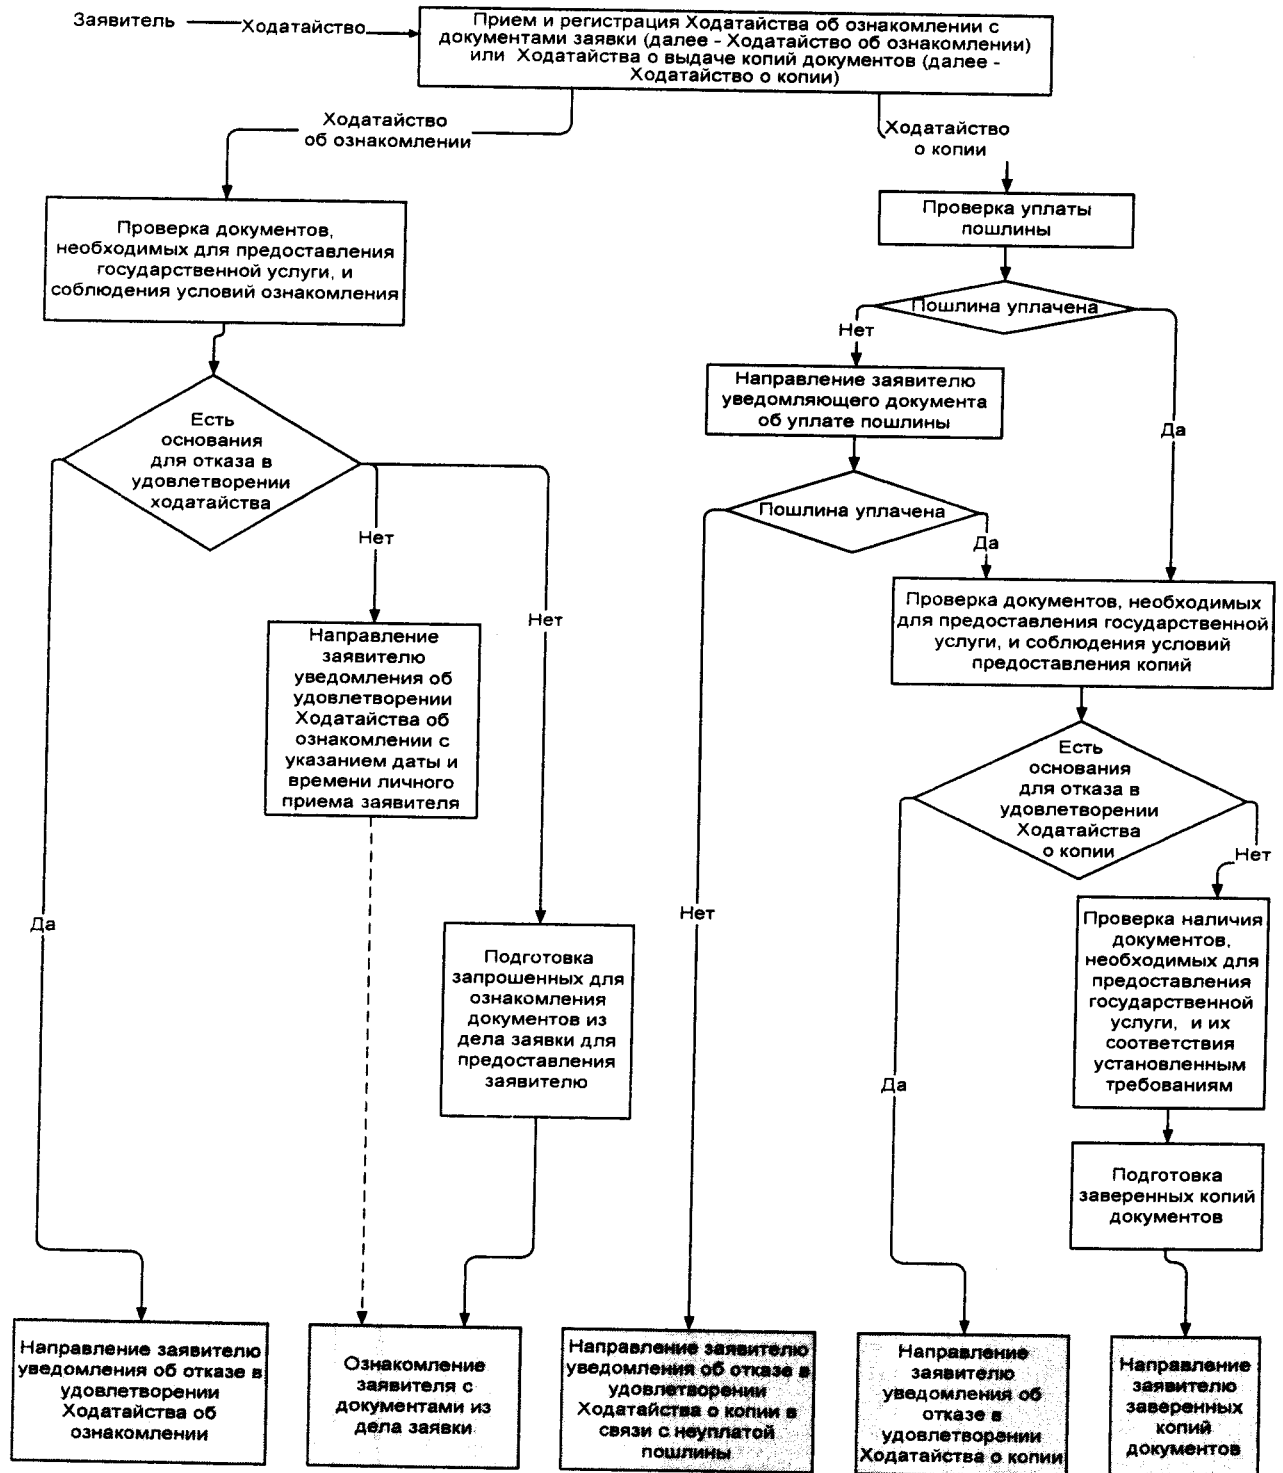 Заявитель
Ходатайство
Прием и регистрация Ходатайства об ознакомлении с
документами заявки (далее - Ходатайство об ознакомлении)
или Ходатайства о выдаче копий документов (далее -
Ходатайство о копии)
Ходатайство
об ознакомлении
Ходатайство
о копии
Проверка документов,
необходимых для предоставления
государственной услуги, и
соблюдения условий ознакомления
Проверка уплаты
пошлины
Пошлина уплачена
Нет
Да
Направление заявителю
уведомляющего документа
об уплате пошлины
Есть
основания
для отказа в
удовлетворении
ходатайства
Пошлина уплачена
Нет
Да
Нет
Проверка документов, необходимых
для предоставления государственной
услуги, и соблюдения условий
предоставления копий
Направление
заявителю
уведомления об
удовлетворении
Ходатайства об
ознакомлении с
указанием даты и
времени личного
приема заявителя
Есть
основания
для отказа в
удовлетворении
Ходатайства
о копии
Нет
Да
Нет
Да
Подготовка
запрошенных для
ознакомления
документов из
дела заявки для
предоставления
заявителю
Проверка наличия
документов,
необходимых для
предоставления
государственной
услуги, и их
соответствия
установленным
требованиям
Подготовка
заверенных копий
документов
Направление заявителю
уведомления об отказе в
удовлетворении
Ходатайства об
ознакомлении
Ознакомление
заявителя с
документами из
дела заявки
Направление заявителю
уведомления об отказе в
удовлетворении
Ходатайства о копии в
связи с неуплатой
пошлины
Направление
заявителю
уведомления об
отказе в
удовлетворении
Ходатайства о копии
Направление
заявителю
заверенных
копий
документов